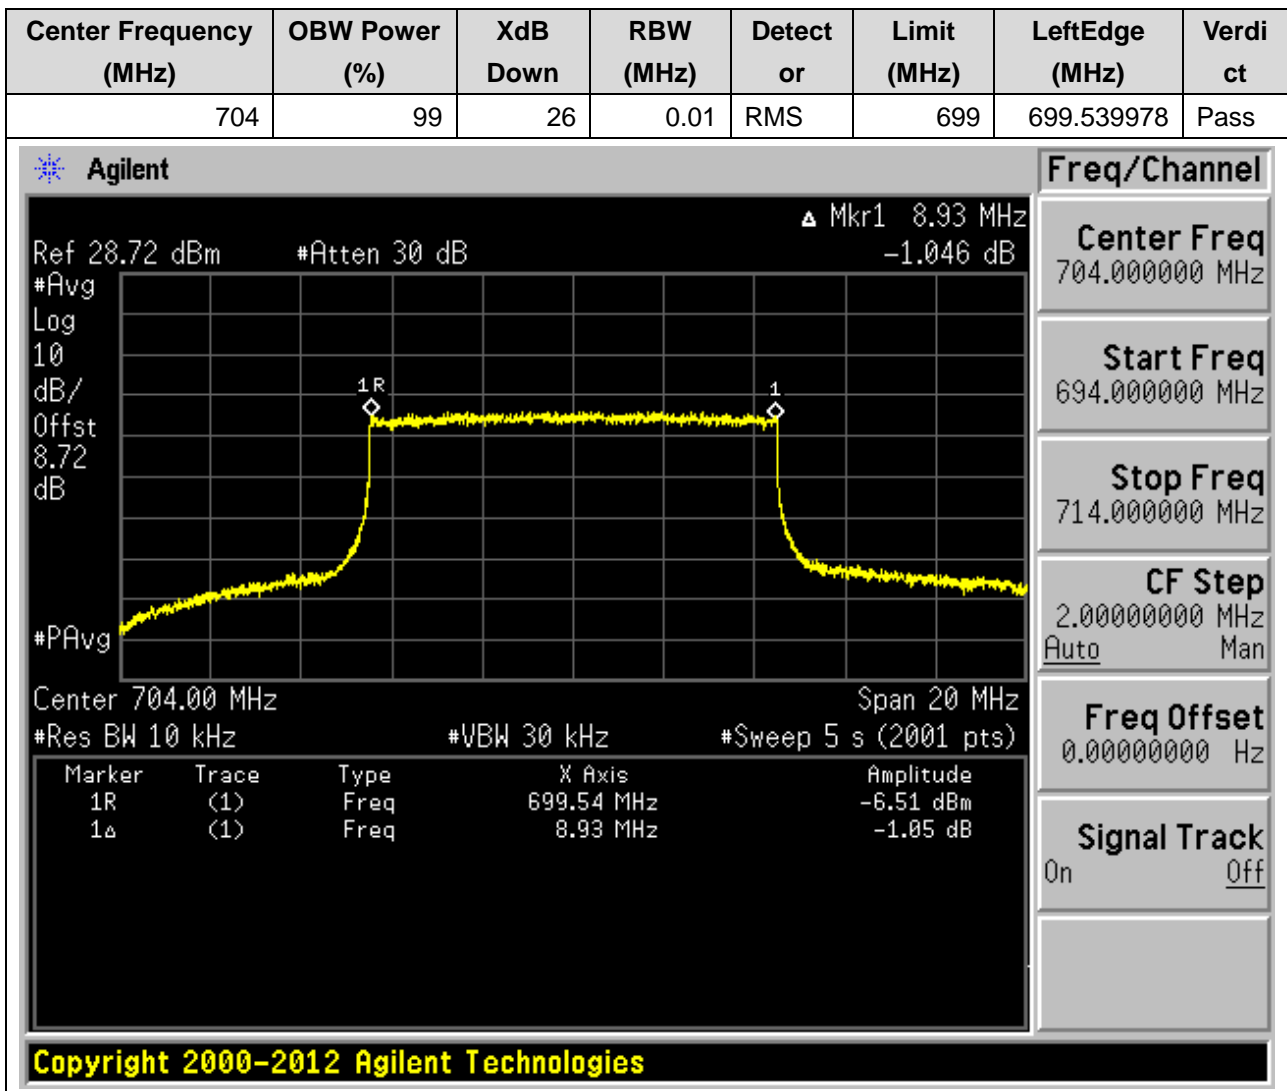 Center Frequency (MHz) OBW Power (%) XdB Down RBW (MHz) Detect or Limit (MHz) LeftEdge (MHz) Verdi ct
704 99 26 0.01 RMS 699 699.539978 Pass
Agilent
Freq/Channel
Δ Mkr1 8.93 MHz
Ref 28.72 dBm #Atten 30 dB -1.046 dB
#Avg
Log
10
dB/
Offst
8.72
dB
#PAvg
1R
1
Center 704.00 MHz Span 20 MHz
#Res BW 10 kHz #VBW 30 kHz #Sweep 5 s (2001 pts)
Marker Trace Type X Axis Amplitude
1R (1) Freq 699.54 MHz -6.51 dBm
1Δ (1) Freq 8.93 MHz -1.05 dB
Center Freq
704.000000 MHz
Start Freq
694.000000 MHz
Stop Freq
714.000000 MHz
CF Step
2.00000000 MHz
Auto Man
Freq Offset
0.00000000 Hz
Signal Track
On Off
Copyright 2000-2012 Agilent Technologies